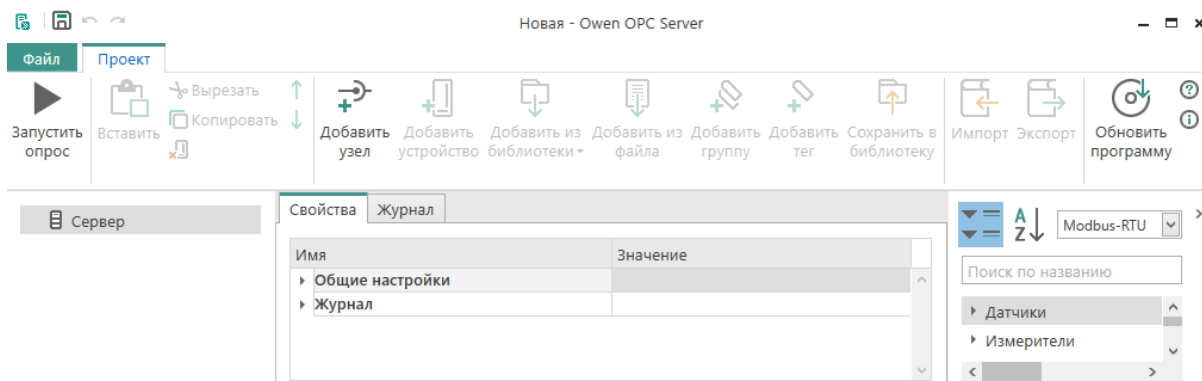 Новая - Owen OPC Server
Файл Проект
Запустить опрос
Вставить
Вырезать
Копировать
Добавить узел
Добавить устройство
Добавить из библиотеки
Добавить из файла
Добавить группу
Добавить тег
Сохранить в библиотеку
Импорт
Экспорт
Обновить программу
Сервер
Свойства Журнал
Имя Значение
Общие настройки
Журнал
A
Z
Modbus-RTU
Поиск по названию
Датчики
Измерители